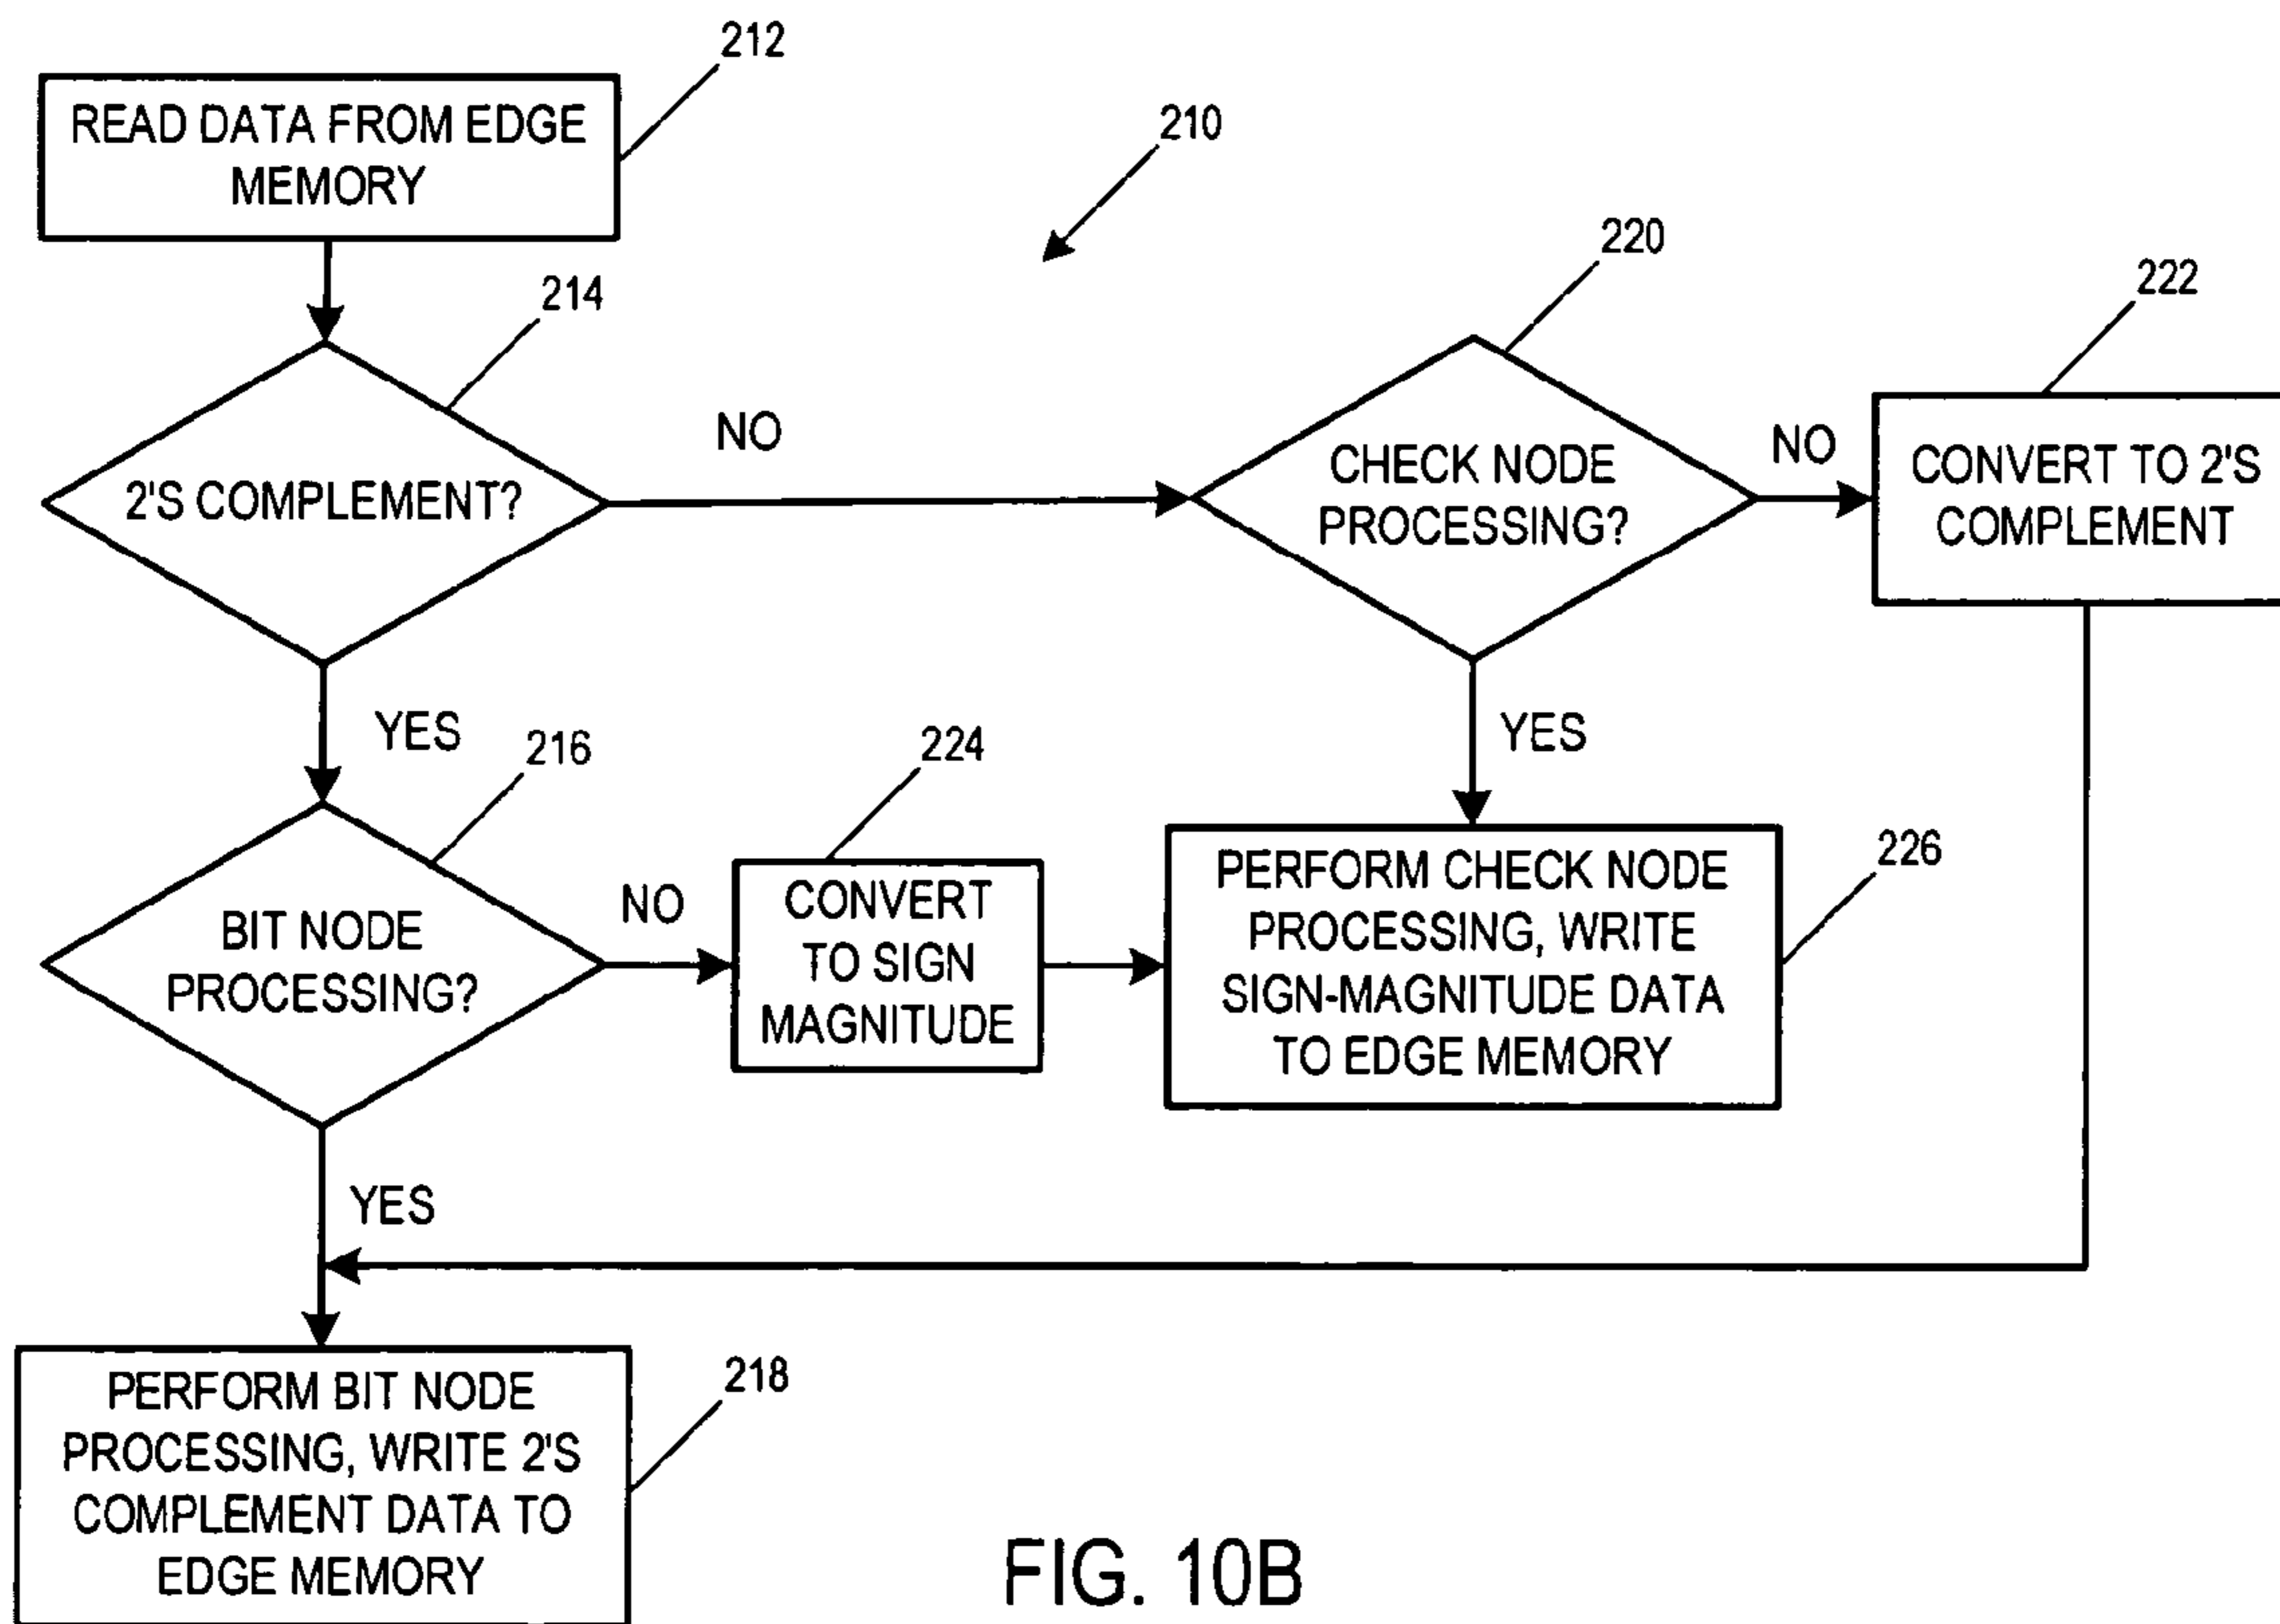 212
READ DATA FROM EDGE
MEMORY
210
214
2'S COMPLEMENT?
NO
220
CHECK NODE
PROCESSING?
NO
222
CONVERT TO 2'S
COMPLEMENT
YES
216
BIT NODE
PROCESSING?
NO
224
CONVERT
TO SIGN
MAGNITUDE
YES
226
PERFORM CHECK NODE
PROCESSING, WRITE
SIGN-MAGNITUDE DATA
TO EDGE MEMORY
YES
218
PERFORM BIT NODE
PROCESSING, WRITE 2'S
COMPLEMENT DATA TO
EDGE MEMORY
FIG. 10B